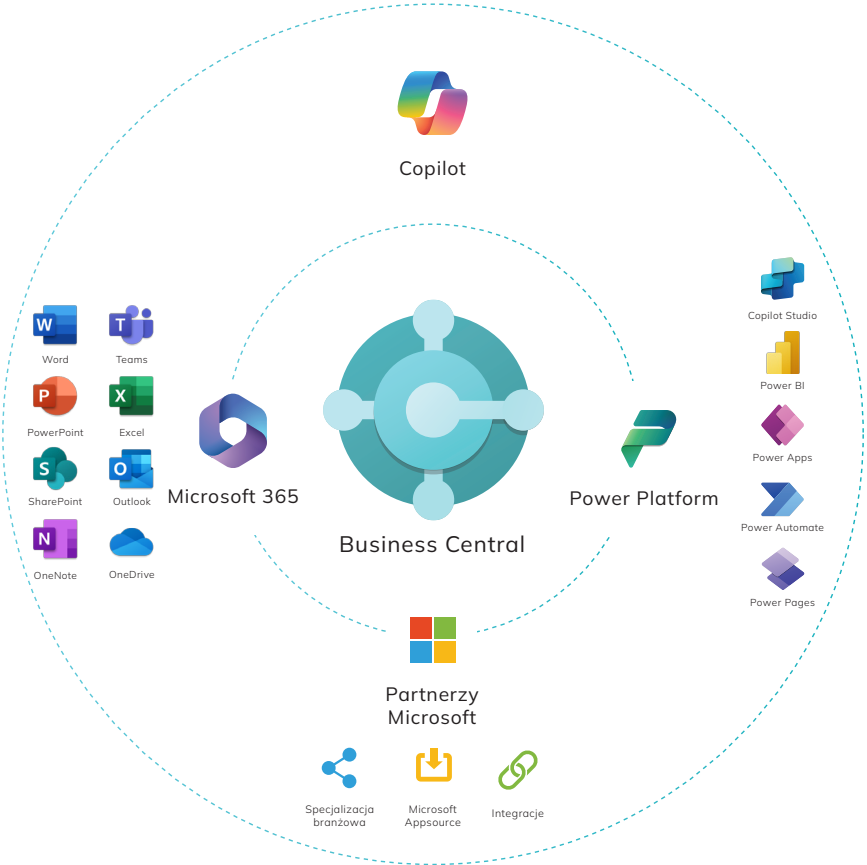 Copilot
W
Word
T
Teams
P
PowerPoint
X
Excel
S
SharePoint
O
Outlook
N
OneNote
OneDrive
Microsoft 365
Business Central
Power Platform
Copilot Studio
Power BI
Power Apps
Power Automate
Power Pages
Partnerzy
Microsoft
Specjalizacja
branżowa
Microsoft
Appsource
Integracje